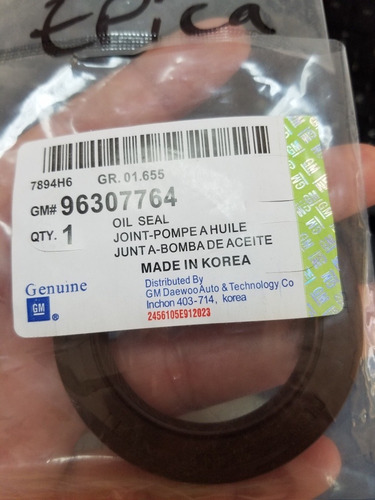 Epica
7894H6 GR. 01.655
GM# 96307764
OIL SEAL
QTY. 1
JOINT-POMPE A HUILE
JUNT A-BOMBA DE ACEITE
MADE IN KOREA
Genuine
GM ®
Distributed By
GM Daewoo Auto & Technology Co
Inchon 403-714, korea
2456105E912023
GM